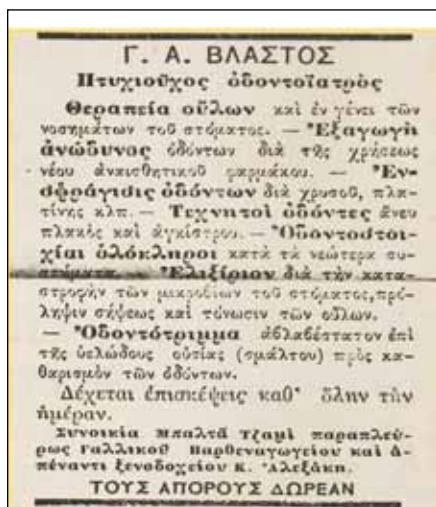 Γ. Α. ΒΛΑΣΤΟΣ
Πτυχιοῦχος ὀδοντοϊατρὸς
Θεραπεία οὔλων καὶ ἐν γένει τῶν
νοσημάτων τοῦ στόματος. — Ἐξαγωγὴ
ἀνώδυνος ὀδόντων διὰ τῆς χρήσεως
νέου ἀναισθητικοῦ φαρμάκου. — Ἐν-
σφράγισις ὀδόντων διὰ χρυσοῦ, πλα-
τίνης κλπ. — Τεχνητοὶ ὀδόντες ἄνευ
πλακὸς καὶ ἀγκίστρου. — Ὀδοντοστοι-
χίαι ὁλόκληροι κατὰ τὰ νεώτερα συ-
στήματα. — Ἐλιξίριον διὰ τὴν κατα-
στροφὴν τῶν μικροβίων τοῦ στόματος, πρό-
ληψιν σήψεως καὶ τόνωσιν τῶν οὔλων.
— Ὀδοντότριμμα ἀβλαβέστατον ἐπὶ
τῆς ὑελώδους οὐσίας (σμάλτου) πρὸς κα-
θαρισμὸν τῶν ὀδόντων.
Δέχεται ἐπισκέψεις καθ' ὅλην τὴν
ἡμέραν.
Συνοικία Μπαλτᾶ Τζαμὶ παραπλεύ-
ρως Γαλλικοῦ Παρθεναγωγείου καὶ ἀ-
πέναντι ξενοδοχείου Κ. Ἀλεξάκη.
ΤΟΥΣ ΑΠΟΡΟΥΣ ΔΩΡΕΑΝ